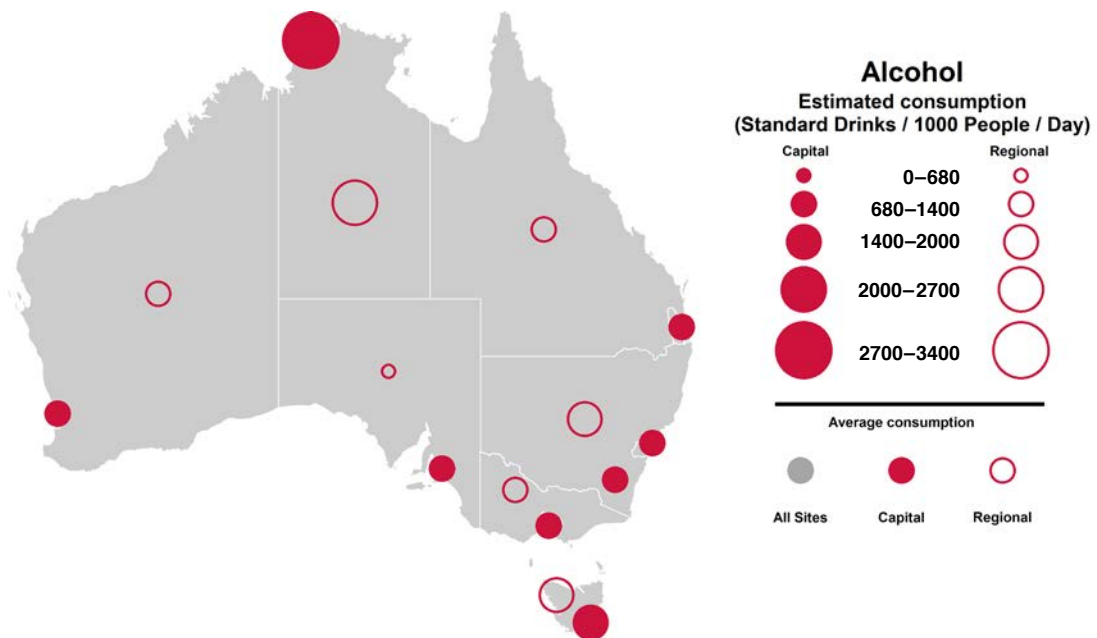 Alcohol
Estimated consumption
(Standard Drinks / 1000 People / Day)
Capital Regional
0–680
680–1400
1400–2000
2000–2700
2700–3400
Average consumption
All Sites Capital Regional